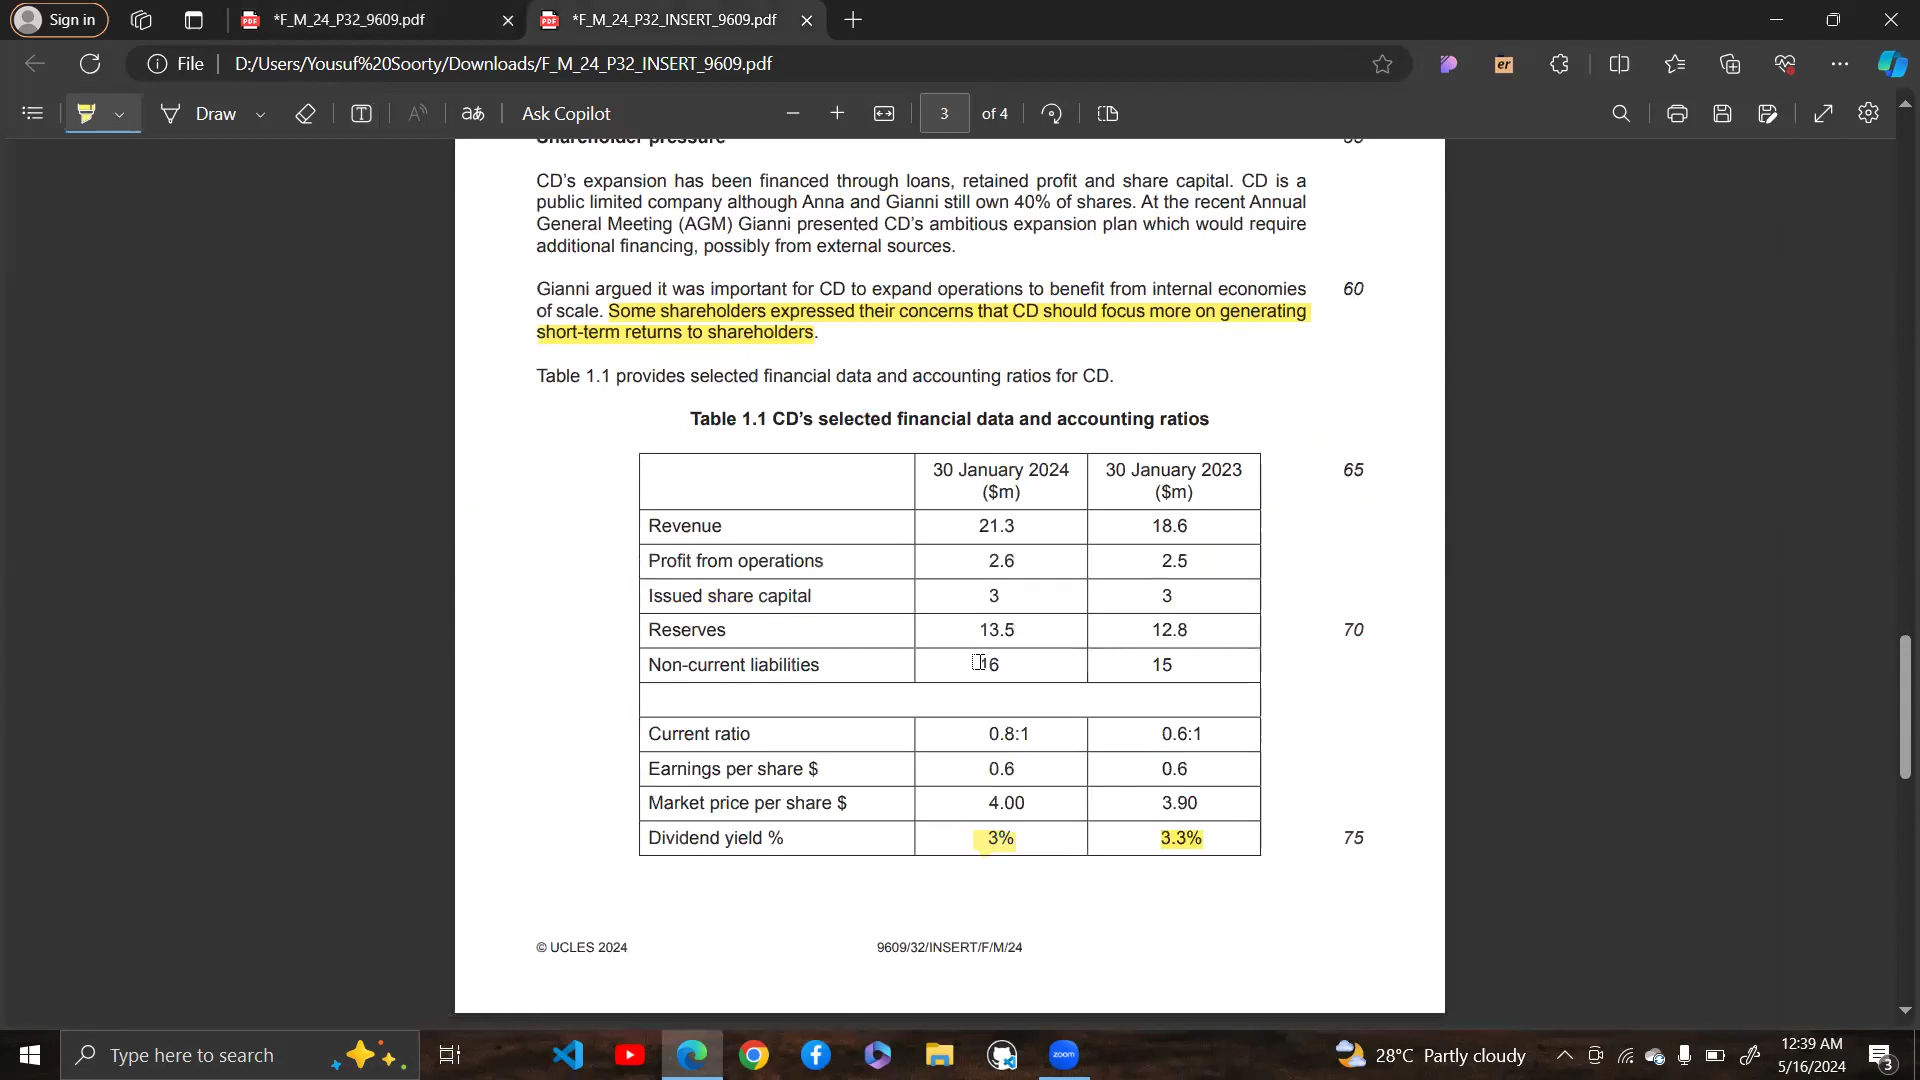 Sign in
*F_M_24_P32_9609.pdf
*F_M_24_P32_INSERT_9609.pdf
File
D:/Users/Yousuf%20Soorty/Downloads/F_M_24_P32_INSERT_9609.pdf
er
Draw
aあ
Ask Copilot
3 of 4
Shareholder pressure
55
CD's expansion has been financed through loans, retained profit and share capital. CD is a
public limited company although Anna and Gianni still own 40% of shares. At the recent Annual
General Meeting (AGM) Gianni presented CD's ambitious expansion plan which would require
additional financing, possibly from external sources.
Gianni argued it was important for CD to expand operations to benefit from internal economies 60
of scale. Some shareholders expressed their concerns that CD should focus more on generating
short-term returns to shareholders.
Table 1.1 provides selected financial data and accounting ratios for CD.
Table 1.1 CD's selected financial data and accounting ratios
30 January 2024 30 January 2023 65
($m) ($m)
Revenue 21.3 18.6
Profit from operations 2.6 2.5
Issued share capital 3 3
Reserves 13.5 12.8 70
Non-current liabilities 16 15
Current ratio 0.8:1 0.6:1
Earnings per share $ 0.6 0.6
Market price per share $ 4.00 3.90
Dividend yield % 3% 3.3% 75
© UCLES 2024 9609/32/INSERT/F/M/24
Type here to search
zoom
28°C Partly cloudy
12:39 AM
5/16/2024
3